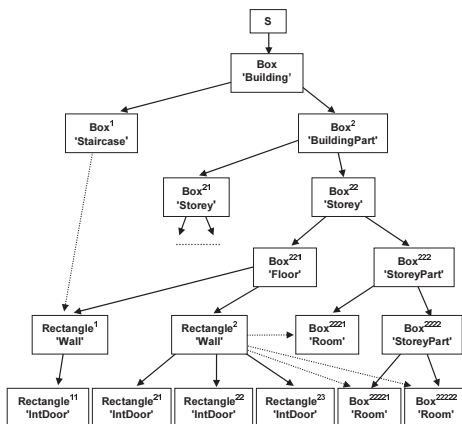 S
Box
'Building'
Box1
'Staircase'
Box2
'BuildingPart'
Box21
'Storey'
Box22
'Storey'
Box221
'Floor'
Box222
'StoreyPart'
Rectangle1
'Wall'
Rectangle2
'Wall'
Box2221
'Room'
Box2222
'StoreyPart'
Rectangle11
'IntDoor'
Rectangle21
'IntDoor'
Rectangle22
'IntDoor'
Rectangle23
'IntDoor'
Box22221
'Room'
Box22222
'Room'